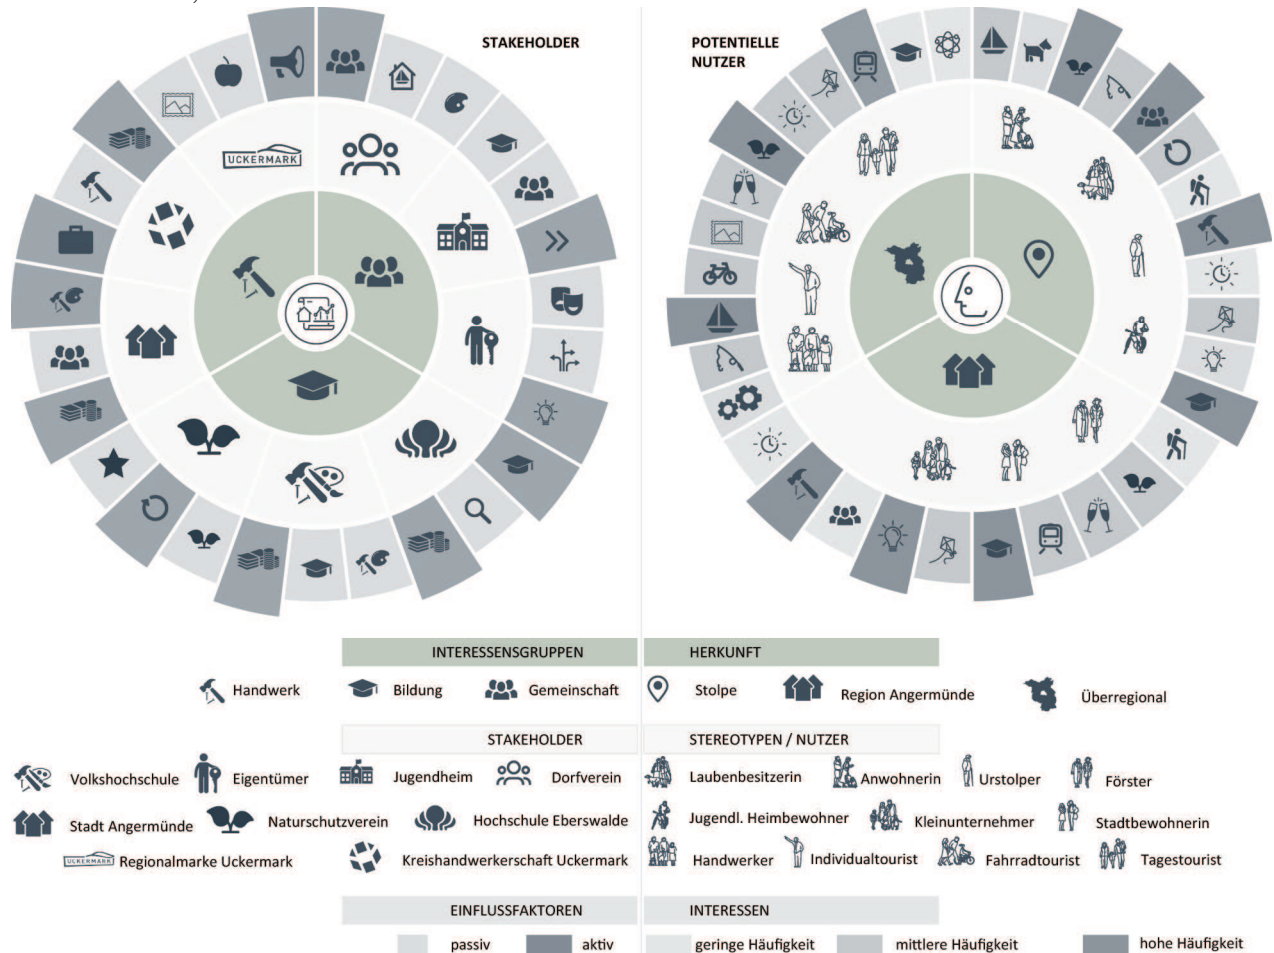 STAKEHOLDER
POTENTIELLE
NUTZER
UCKERMARK
INTERESSENSGRUPPEN
HERKUNFT
Handwerk
Bildung
Gemeinschaft
Stolpe
Region Angermünde
Überregional
STAKEHOLDER
STEREOTYPEN / NUTZER
Volkshochschule
Eigentümer
Jugendheim
Dorfverein
Laubenbesitzerin
Anwohnerin
Urstolper
Förster
Stadt Angermünde
Naturschutzverein
Hochschule Eberswalde
Jugendl. Heimbewohner
Kleinunternehmer
Stadtbewohnerin
UCKERMARK
Regionalmarke Uckermark
Kreishandwerkerschaft Uckermark
Handwerker
Individualtourist
Fahrradtourist
Tagestourist
EINFLUSSFAKTOREN
INTERESSEN
passiv
aktiv
geringe Häufigkeit
mittlere Häufigkeit
hohe Häufigkeit